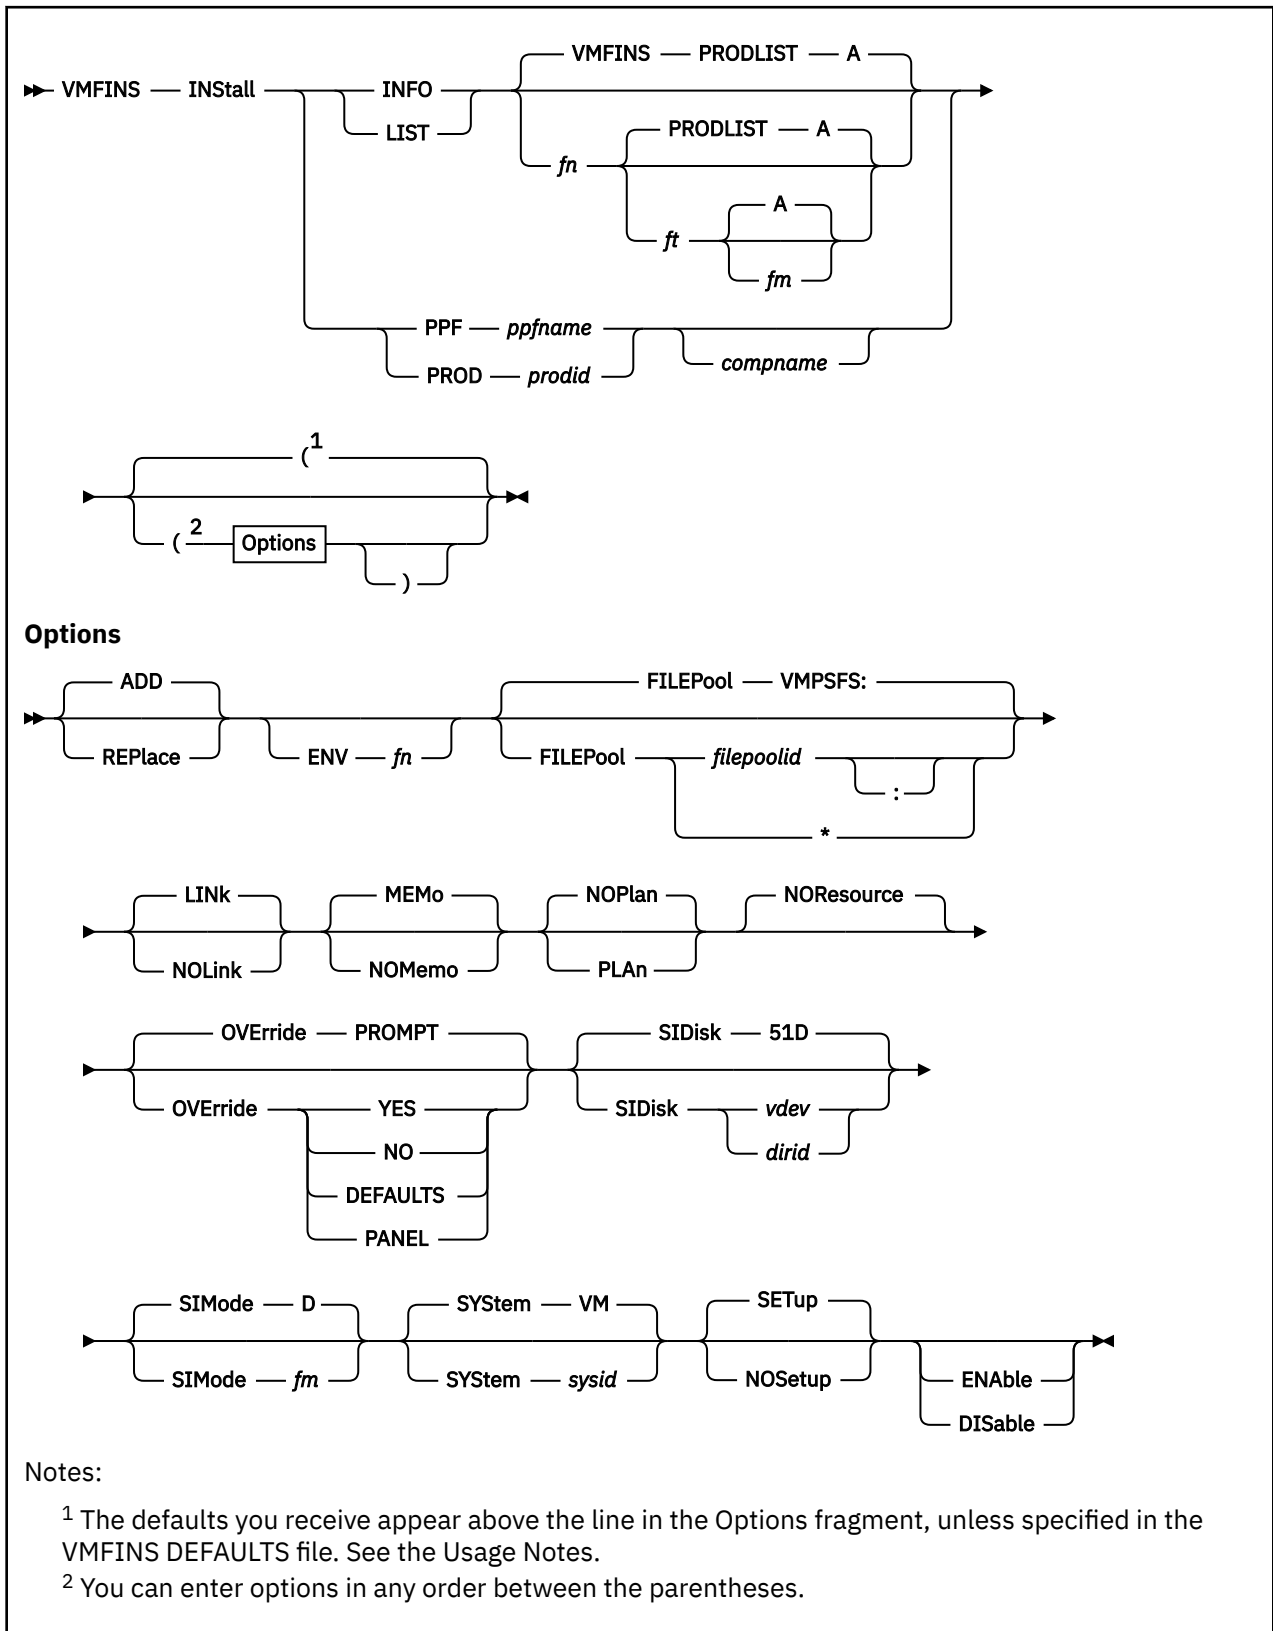 VMFINS PRODLIST A
VMFINS INStall INFO
LIST
PRODLIST A
fn
A
ft
fm
PPF ppfname
compname
PROD prodid
( 1
( 2 Options
)
Options
ADD FILEPool VMPSFS:
REPlace ENV fn FILEPool filepoolid
:
*
LINk MEMo NOPlan NOResource
NOLink NOMemo PLAn
OVErride PROMPT SIDisk 51D
OVErride YES SIDisk vdev
NO dirid
DEFAULTS
PANEL
SIMode D SYStem VM SETup
SIMode fm SYStem sysid NOSetup ENAble
DISable
Notes:
1 The defaults you receive appear above the line in the Options fragment, unless specified in the
VMFINS DEFAULTS file. See the Usage Notes.
2 You can enter options in any order between the parentheses.